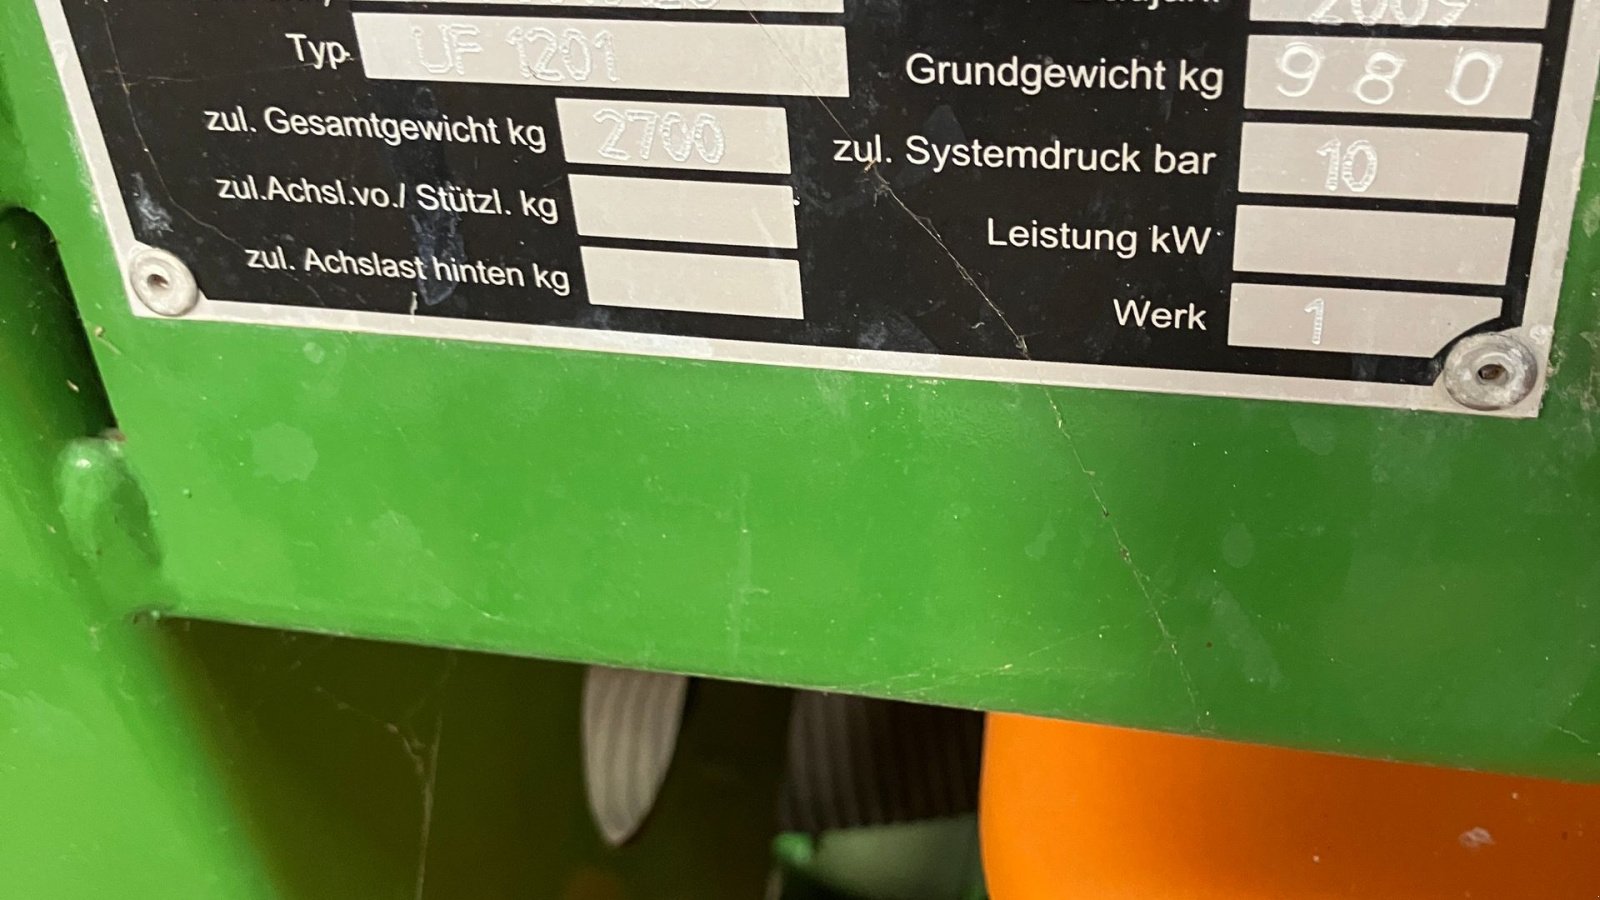 Typ UF 1201
zul. Gesamtgewicht kg 2700
zul.Achsl.vo./ Stützl. kg
zul. Achslast hinten kg
2009
Grundgewicht kg 980
zul. Systemdruck bar 10
Leistung kW
Werk 1